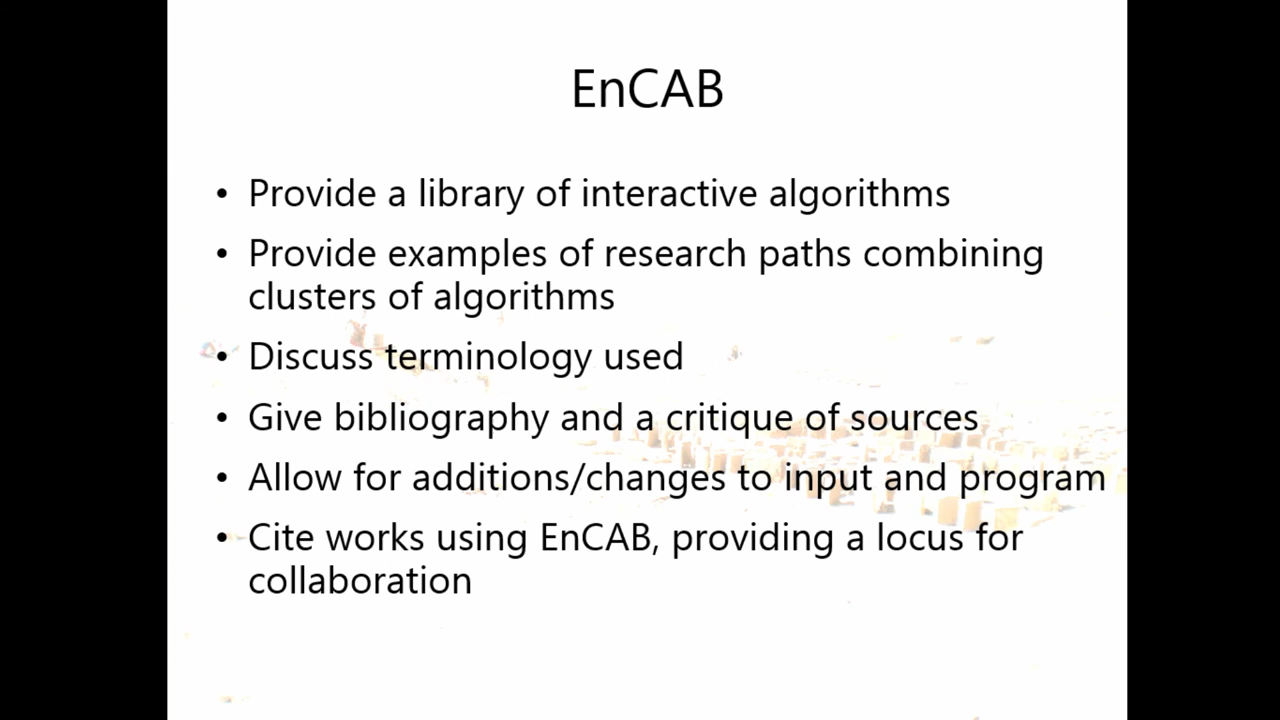 EnCAB
• Provide a library of interactive algorithms
• Provide examples of research paths combining
clusters of algorithms
• Discuss terminology used
• Give bibliography and a critique of sources
• Allow for additions/changes to input and program
• Cite works using EnCAB, providing a locus for
collaboration